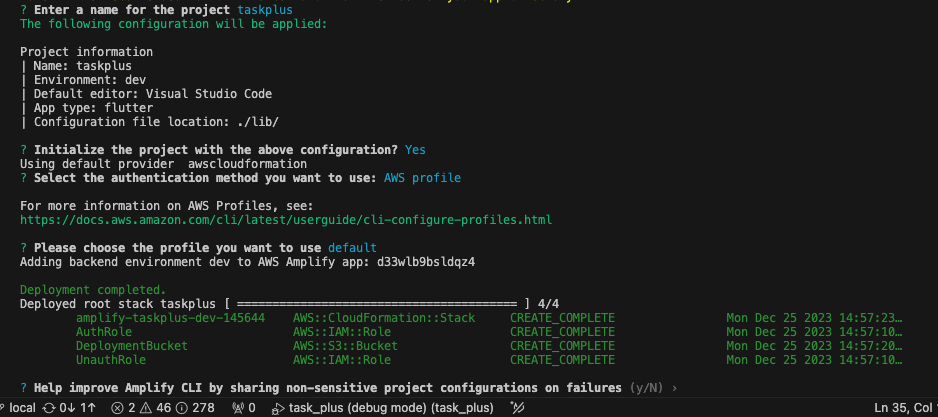 ? Enter a name for the project taskplus
The following configuration will be applied:
Project information
| Name: taskplus
| Environment: dev
| Default editor: Visual Studio Code
| App type: flutter
| Configuration file location: ./lib/
? Initialize the project with the above configuration? Yes
Using default provider  awscloudformation
? Select the authentication method you want to use: AWS profile
For more information on AWS Profiles, see:
https://docs.aws.amazon.com/cli/latest/userguide/cli-configure-profiles.html
? Please choose the profile you want to use default
Adding backend environment dev to AWS Amplify app: d33wlb9bsldqz4
Deployment completed.
Deployed root stack taskplus [ ======================================== ] 4/4
amplify-taskplus-dev-145644 AWS::CloudFormation::Stack CREATE_COMPLETE Mon Dec 25 2023 14:57:23…
AuthRole AWS::IAM::Role CREATE_COMPLETE Mon Dec 25 2023 14:57:10…
DeploymentBucket AWS::S3::Bucket CREATE_COMPLETE Mon Dec 25 2023 14:57:20…
UnauthRole AWS::IAM::Role CREATE_COMPLETE Mon Dec 25 2023 14:57:10…
? Help improve Amplify CLI by sharing non-sensitive project configurations on failures (y/N) ›
local 0↓ 1↑ 2 46 278 0 task_plus (debug mode) (task_plus) Ln 35, Col